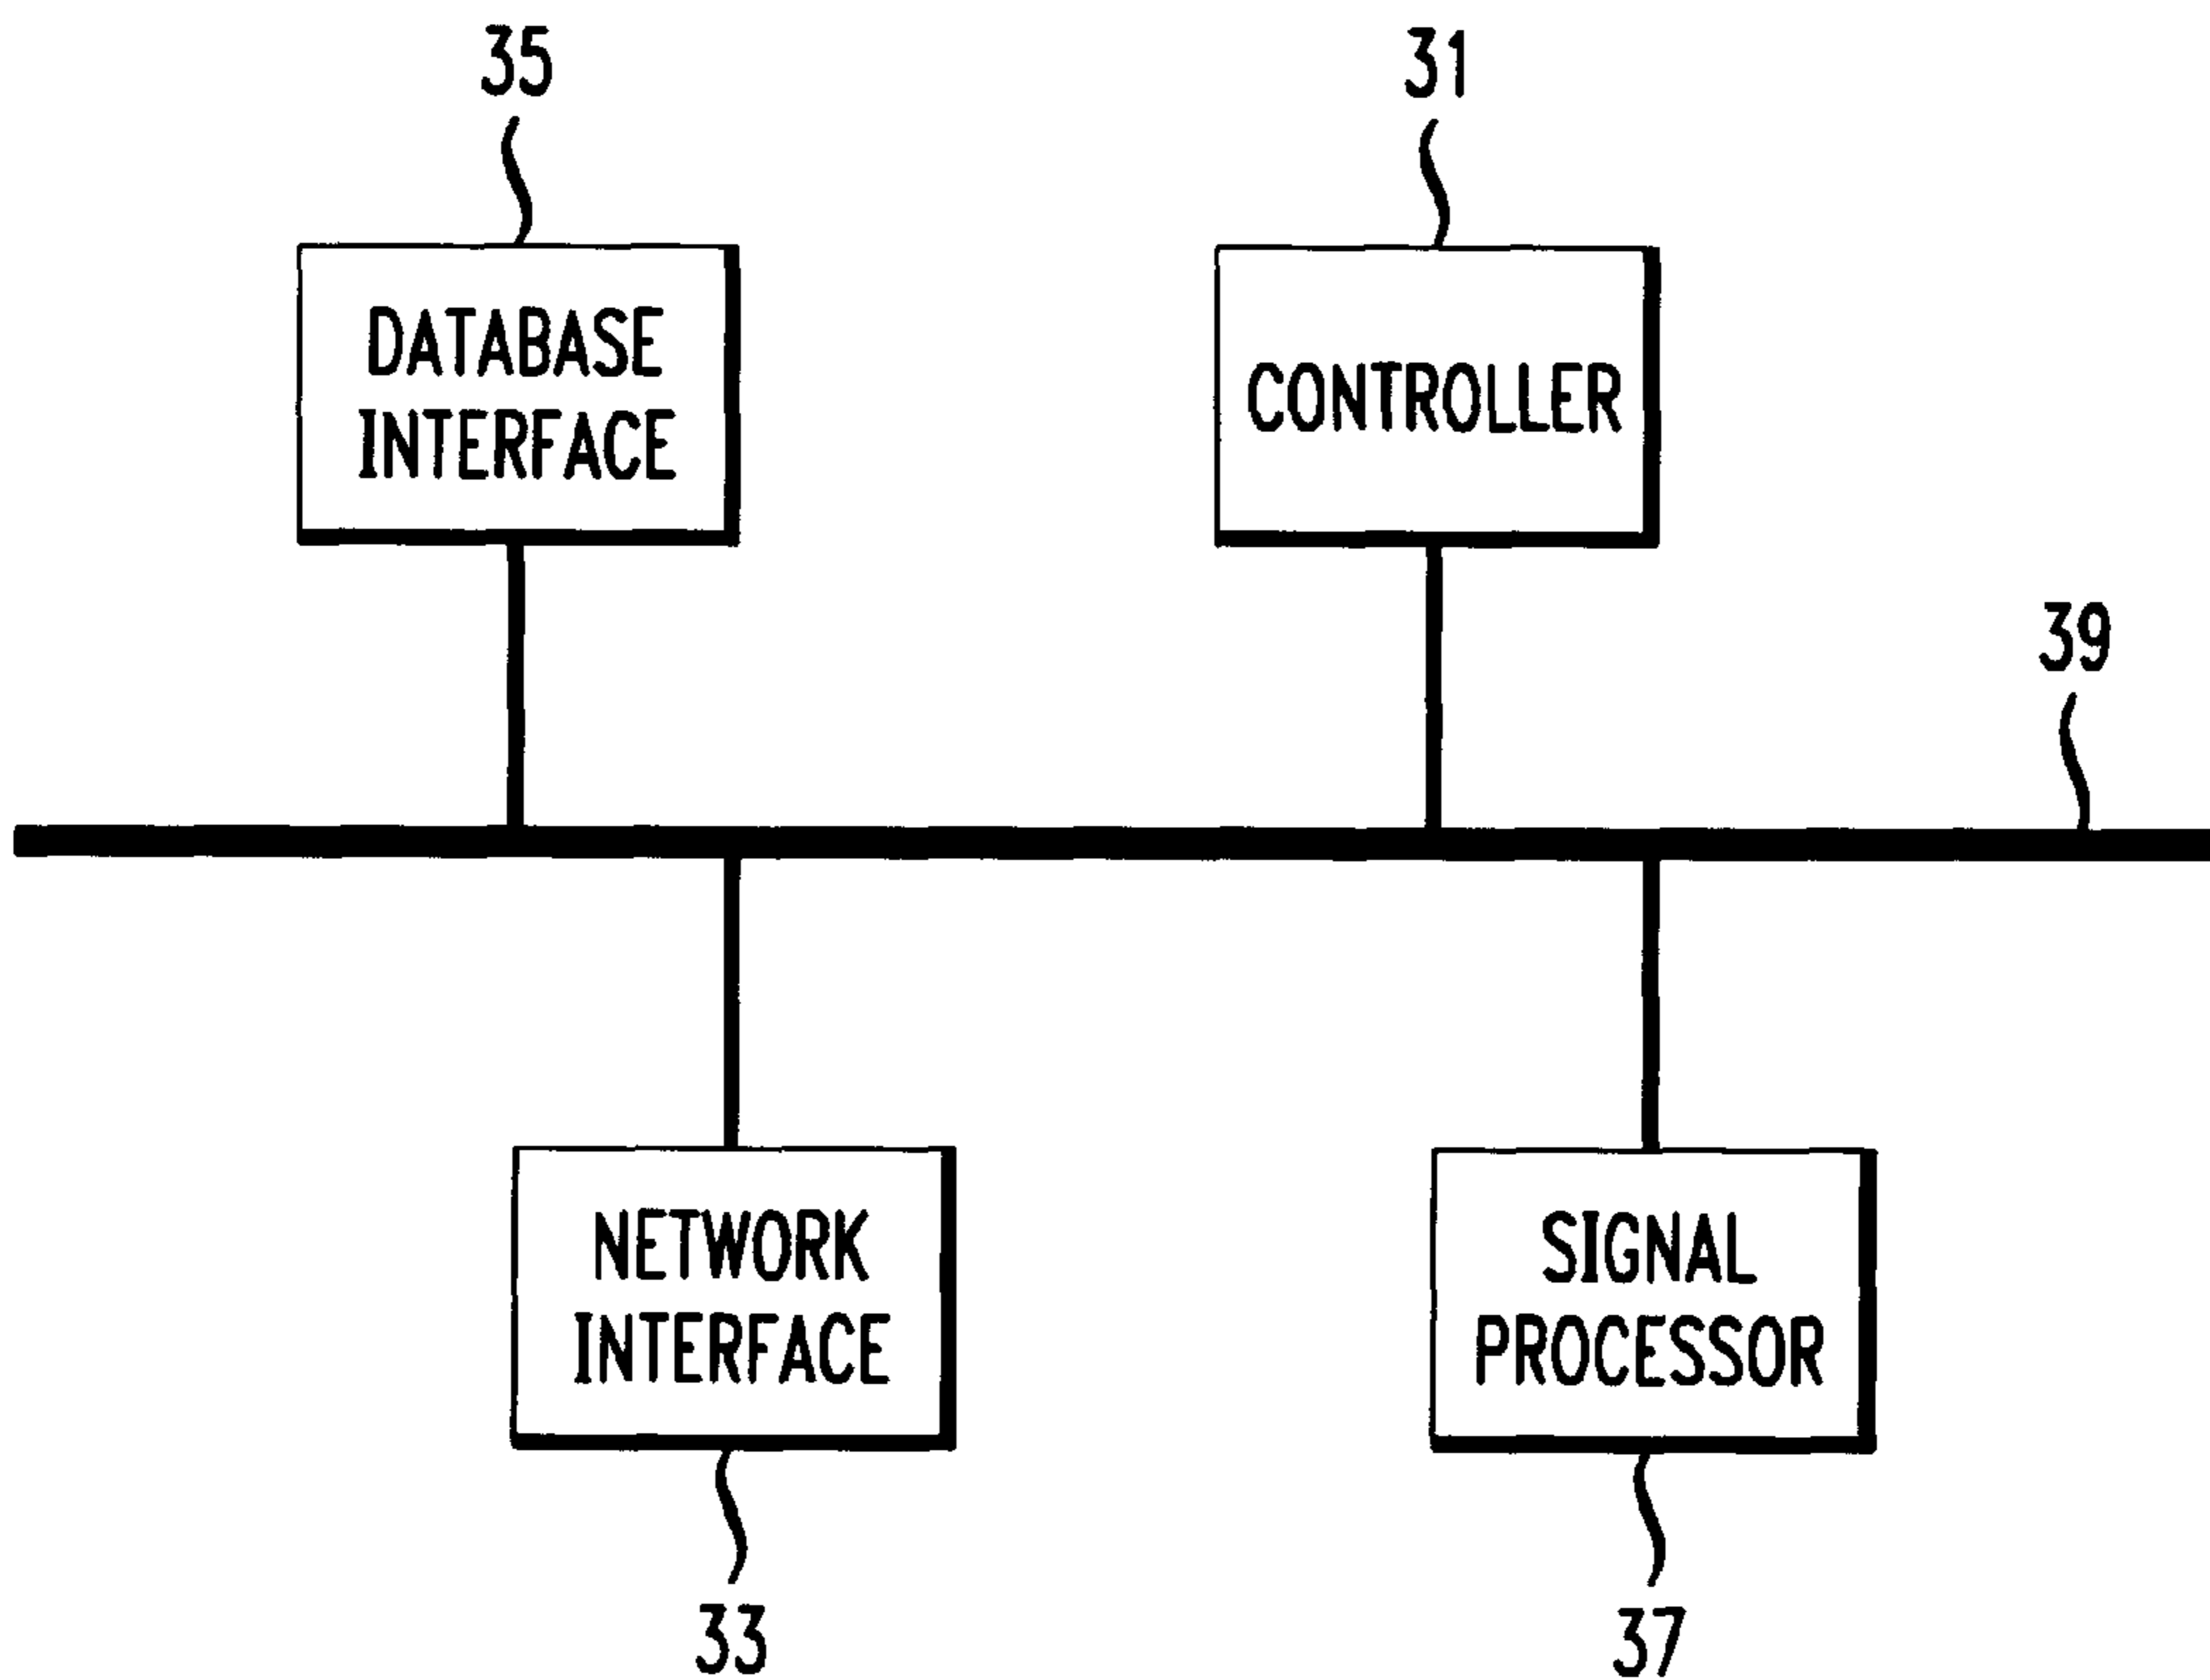 35
31
DATABASE
INTERFACE
CONTROLLER
39
NETWORK
INTERFACE
SIGNAL
PROCESSOR
33
37